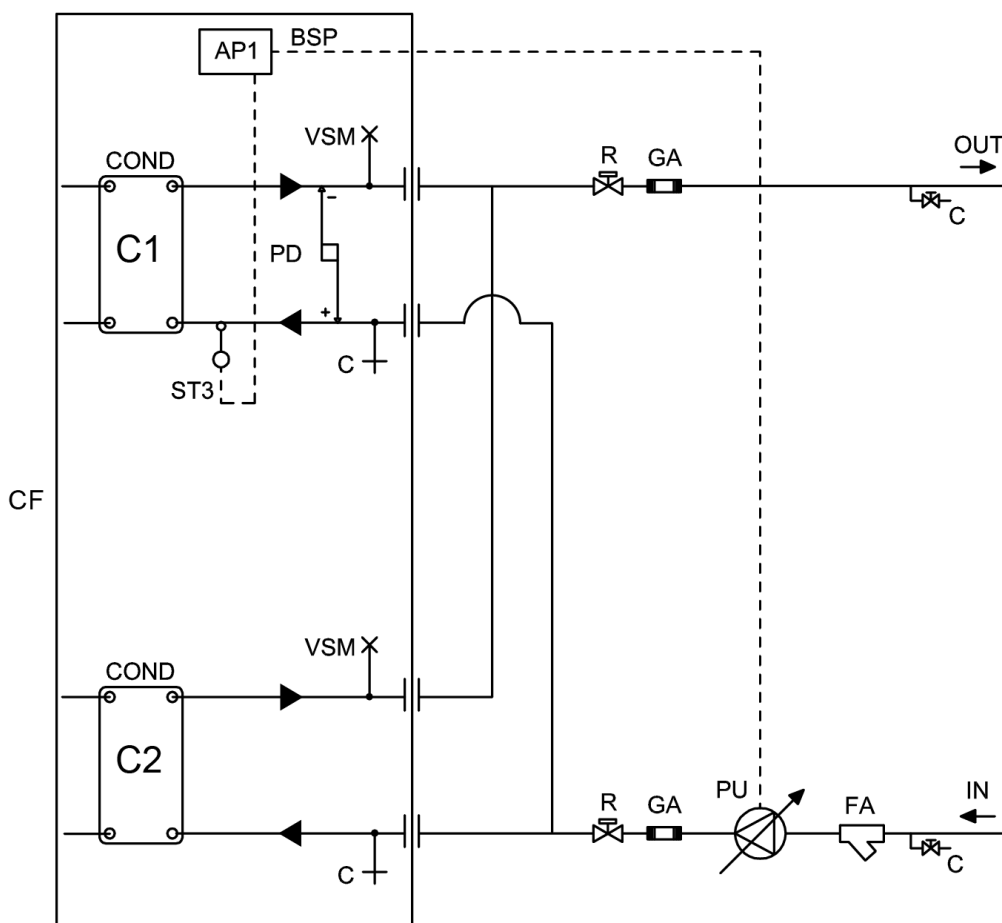 AP1
BSP
VSM
COND
R
GA
OUT
C1
PD
-
+
C
C
ST3
CF
VSM
COND
C2
R
GA
PU
FA
IN
C
C